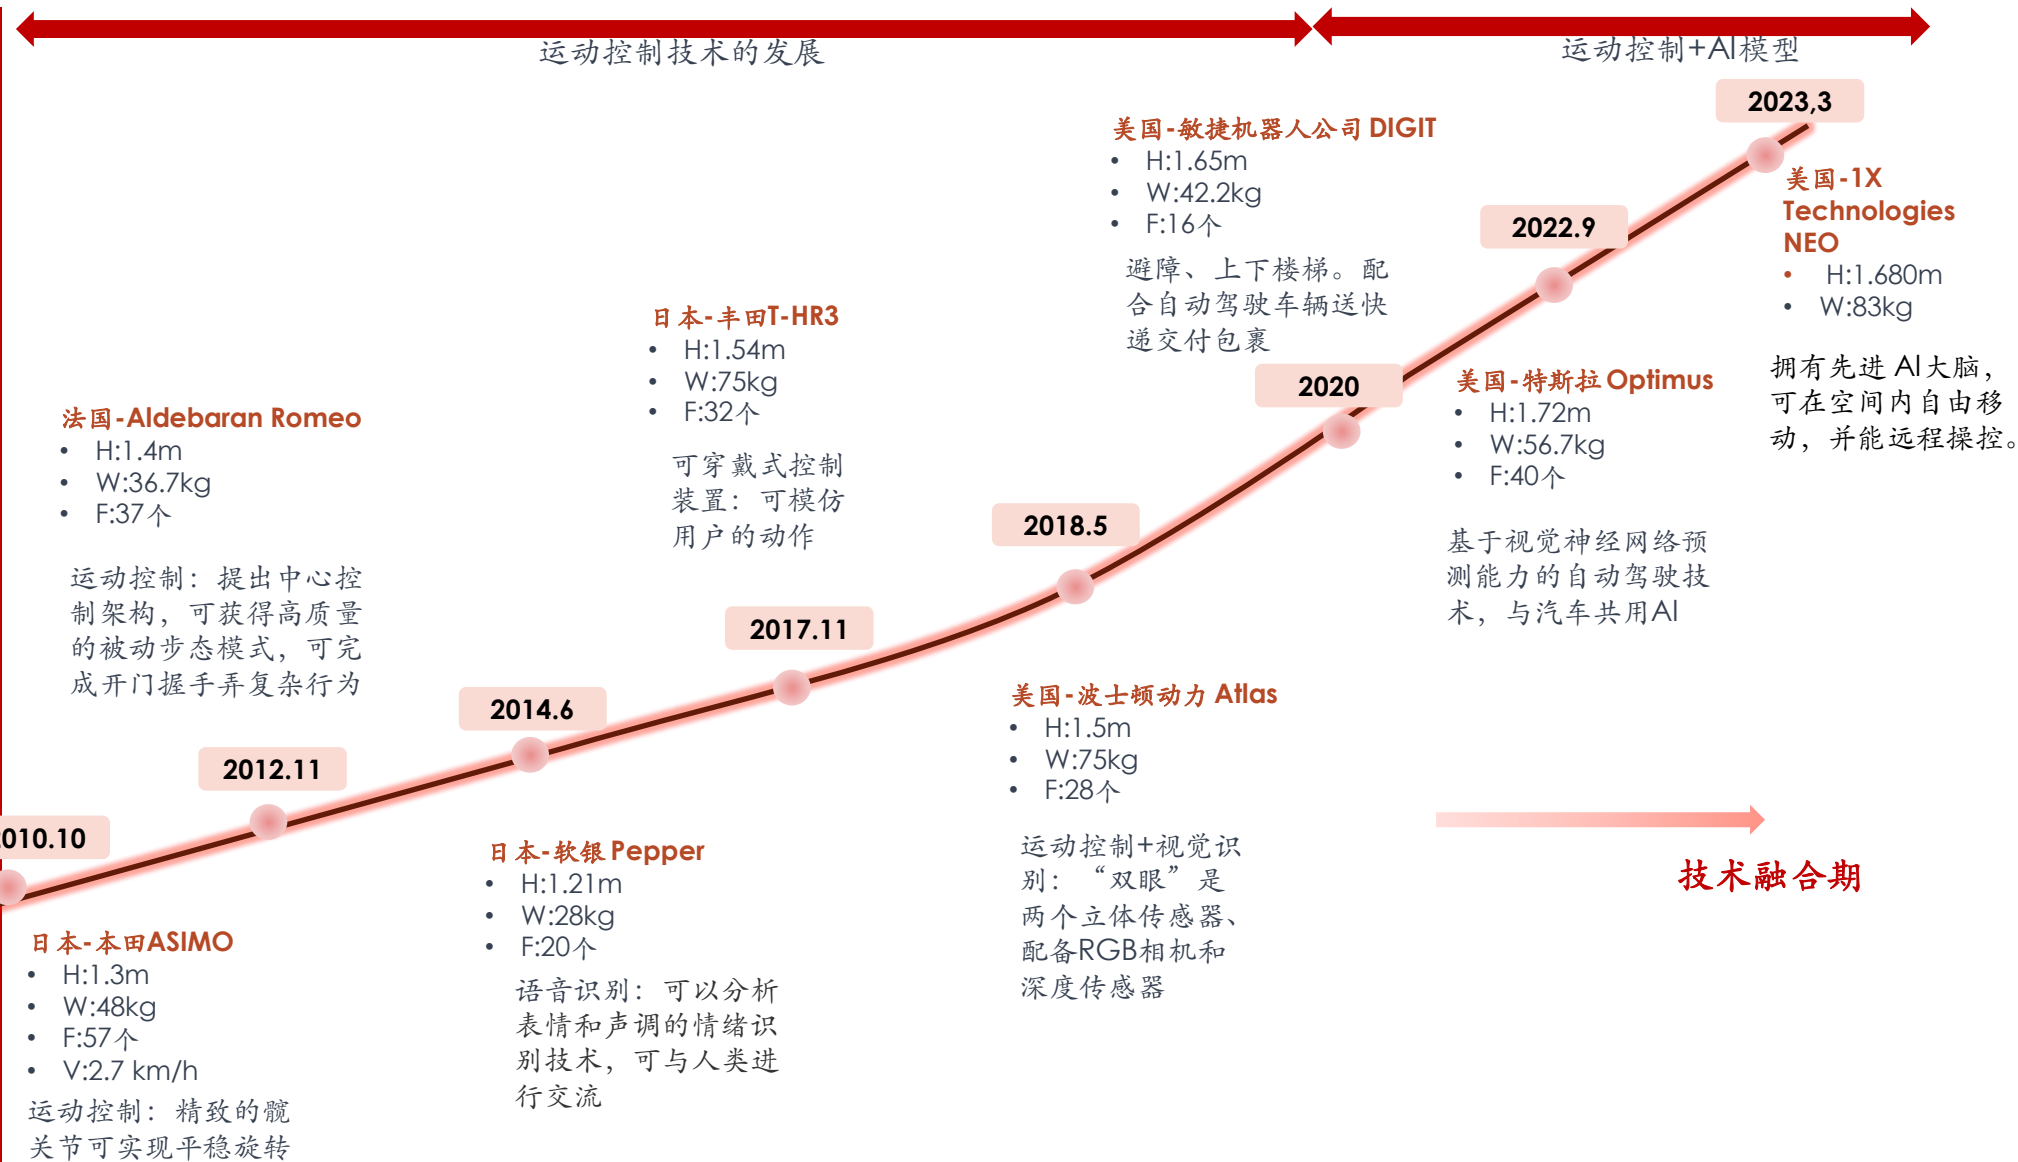 运动控制技术的发展
运动控制+AI模型
2010.10
日本-本田ASIMO
• H:1.3m
• W:48kg
• F:57个
• V:2.7 km/h
运动控制：精致的髋
关节可实现平稳旋转
2012.11
法国-Aldebaran Romeo
• H:1.4m
• W:36.7kg
• F:37个
运动控制：提出中心控
制架构，可获得高质量
的被动步态模式，可完
成开门握手弄复杂行为
2014.6
日本-软银 Pepper
• H:1.21m
• W:28kg
• F:20个
语音识别：可以分析
表情和声调的情绪识
别技术，可与人类进
行交流
2017.11
日本-丰田T-HR3
• H:1.54m
• W:75kg
• F:32个
可穿戴式控制
装置：可模仿
用户的动作
2018.5
美国-波士顿动力 Atlas
• H:1.5m
• W:75kg
• F:28个
运动控制+视觉识
别：“双眼”是
两个立体传感器、
配备RGB相机和
深度传感器
2020
美国-敏捷机器人公司 DIGIT
• H:1.65m
• W:42.2kg
• F:16个
避障、上下楼梯。配
合自动驾驶车辆送快
递交付包裹
2022.9
美国-特斯拉 Optimus
• H:1.72m
• W:56.7kg
• F:40个
基于视觉神经网络预
测能力的自动驾驶技
术，与汽车共用AI
2023,3
美国-1X
Technologies
NEO
• H:1.680m
• W:83kg
拥有先进 AI大脑，
可在空间内自由移
动，并能远程操控。
技术融合期